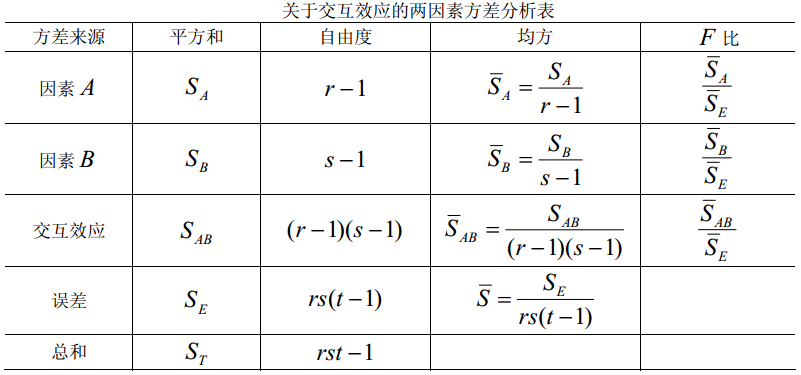 关于交互效应的两因素方差分析表
方差来源 平方和 自由度 均方 F 比
因素 A S_A r−1 \bar{S}_A = \frac{S_A}{r−1} \frac{\bar{S}_A}{\bar{S}_E}
因素 B S_B s−1 \bar{S}_B = \frac{S_B}{s−1} \frac{\bar{S}_B}{\bar{S}_E}
交互效应 S_{AB} (r−1)(s−1) \bar{S}_{AB} = \frac{S_{AB}}{(r−1)(s−1)} \frac{\bar{S}_{AB}}{\bar{S}_E}
误差 S_E rs(t−1) \bar{S} = \frac{S_E}{rs(t−1)}
总和 S_T rst−1